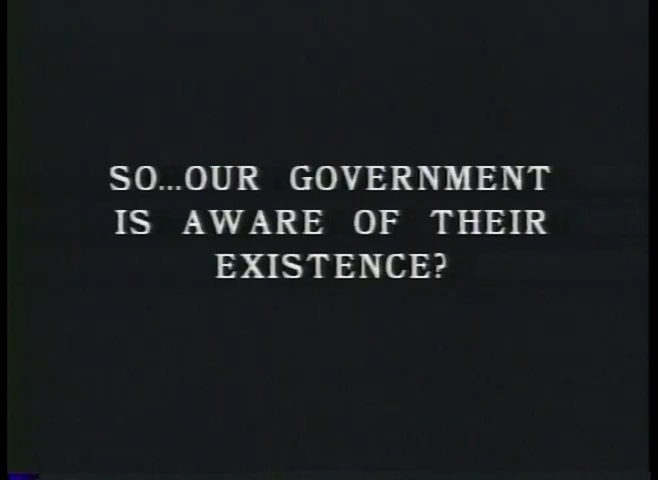 SO...OUR GOVERNMENT
IS AWARE OF THEIR
EXISTENCE?